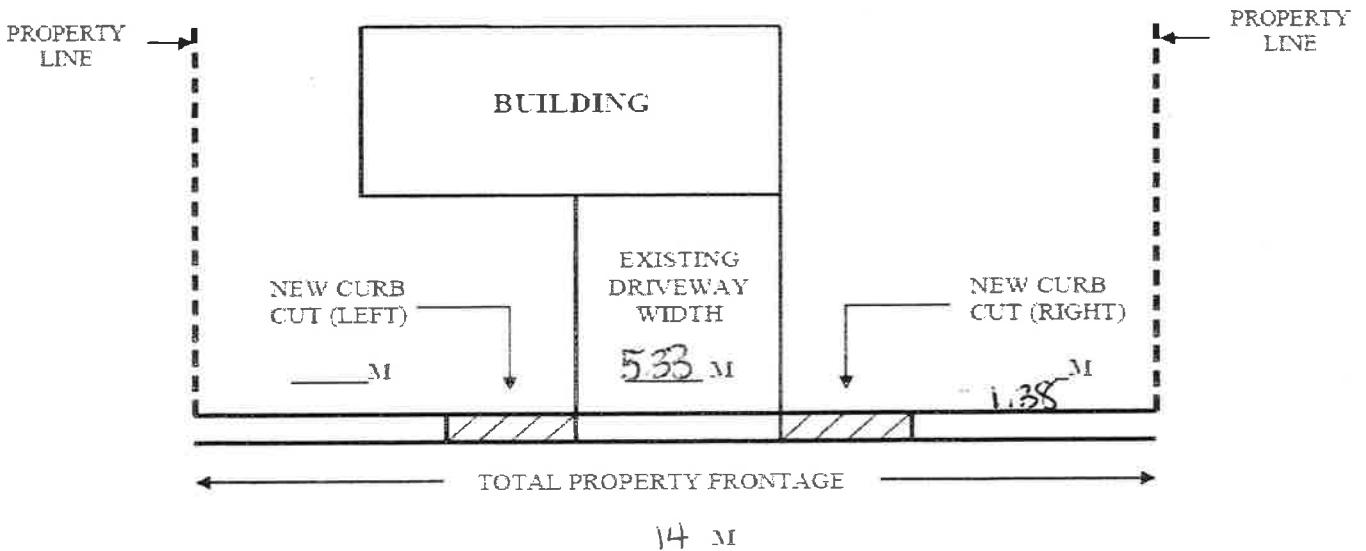 PROPERTY
LINE
PROPERTY
LINE
BUILDING
NEW CURB
CUT (LEFT)
EXISTING
DRIVEWAY
WIDTH
NEW CURB
CUT (RIGHT)
____M
5.33 M
1.38 M
TOTAL PROPERTY FRONTAGE
14 M